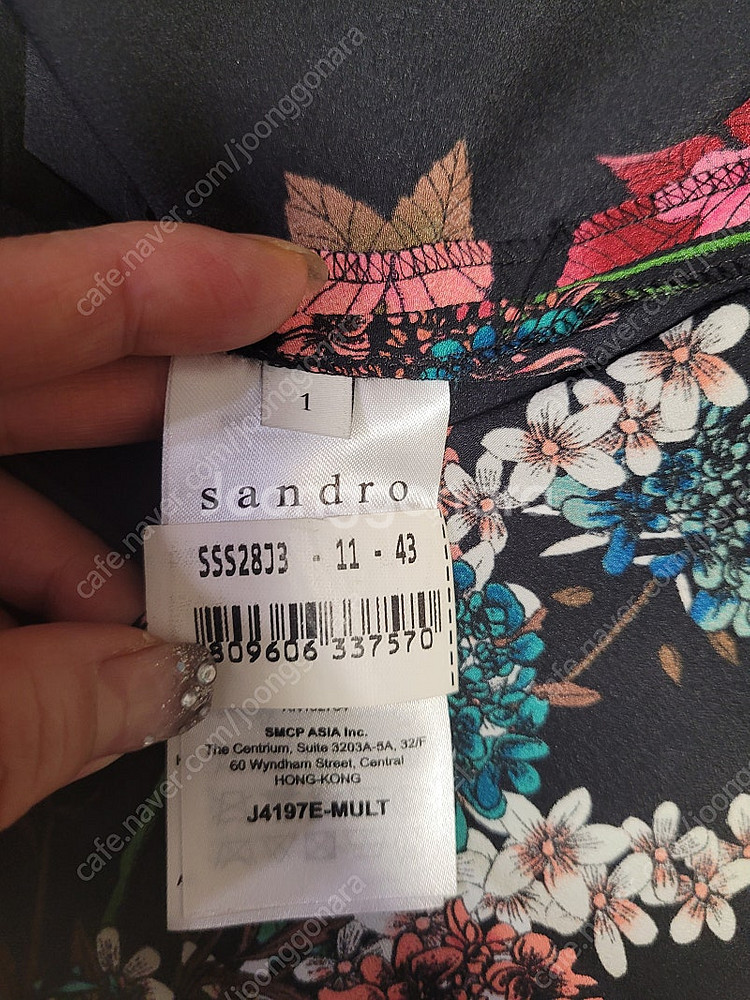 1
sandro
SSS28J3 - 11 - 43
809606 337570
SMCP ASIA Inc.
The Centrium, Suite 3203A-5A, 32/F
60 Wyndham Street, Central
HONG-KONG
J4197E-MULT
cafe.naver.com/joonggonara